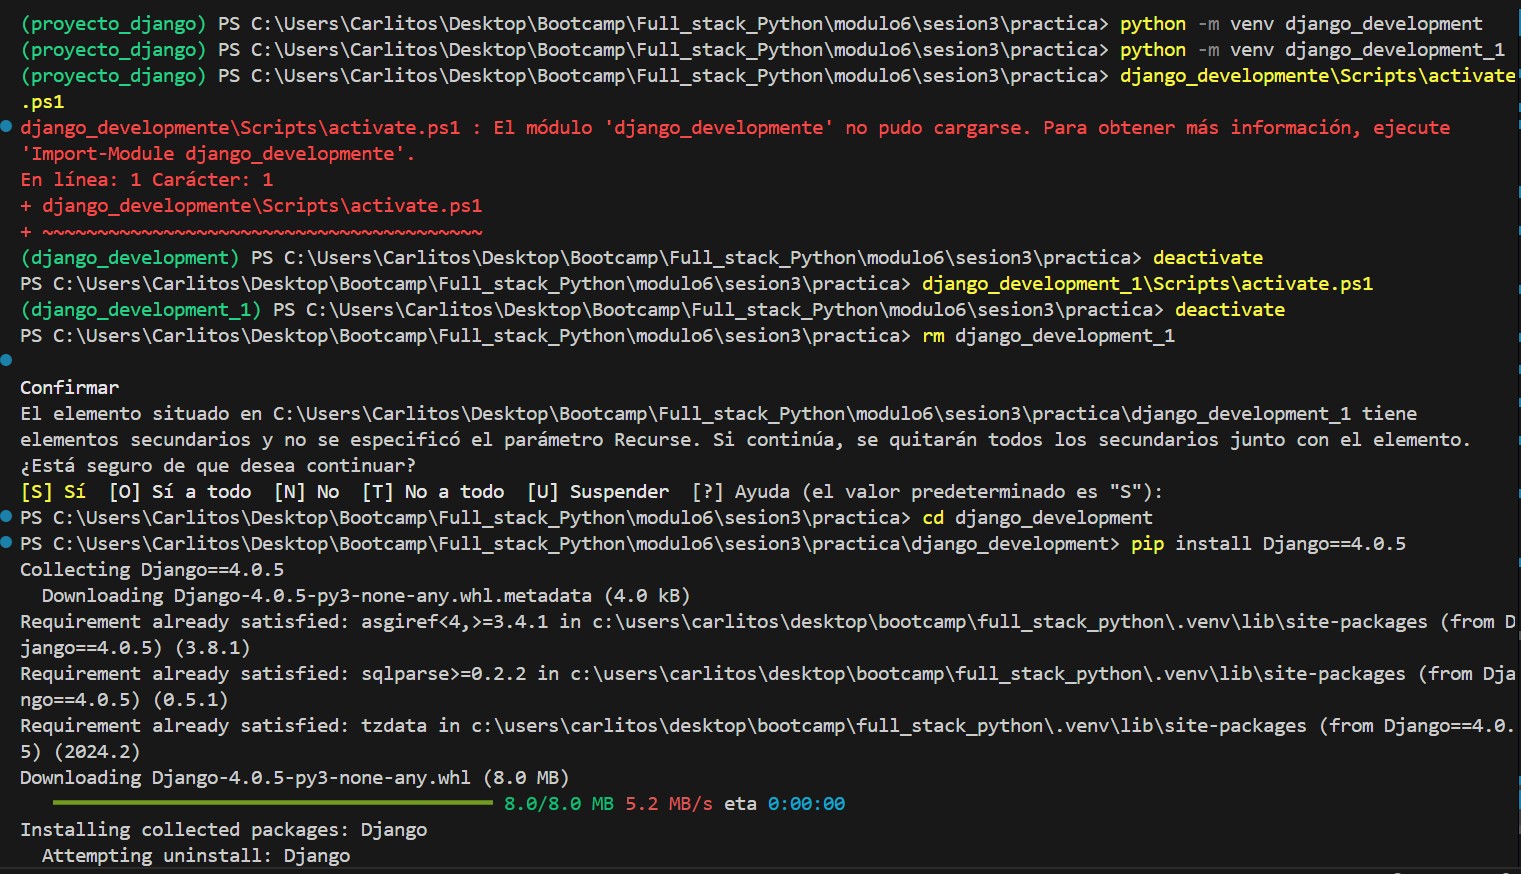 (proyecto_django) PS C:\Users\Carlitos\Desktop\Bootcamp\Full_stack_Python\modulo6\sesion3\practica> python -m venv django_development
(proyecto_django) PS C:\Users\Carlitos\Desktop\Bootcamp\Full_stack_Python\modulo6\sesion3\practica> python -m venv django_development_1
(proyecto_django) PS C:\Users\Carlitos\Desktop\Bootcamp\Full_stack_Python\modulo6\sesion3\practica> django_developmente\Scripts\activate
.ps1
django_developmente\Scripts\activate.ps1 : El módulo 'django_developmente' no pudo cargarse. Para obtener más información, ejecute
'Import-Module django_developmente'.
En línea: 1 Carácter: 1
+ django_developmente\Scripts\activate.ps1
+ ~~~~~~~~~~~~~~~~~~~~~~~~~~~~~~~~~~~~~~~~
(django_development) PS C:\Users\Carlitos\Desktop\Bootcamp\Full_stack_Python\modulo6\sesion3\practica> deactivate
PS C:\Users\Carlitos\Desktop\Bootcamp\Full_stack_Python\modulo6\sesion3\practica> django_development_1\Scripts\activate.ps1
(django_development_1) PS C:\Users\Carlitos\Desktop\Bootcamp\Full_stack_Python\modulo6\sesion3\practica> deactivate
PS C:\Users\Carlitos\Desktop\Bootcamp\Full_stack_Python\modulo6\sesion3\practica> rm django_development_1
Confirmar
El elemento situado en C:\Users\Carlitos\Desktop\Bootcamp\Full_stack_Python\modulo6\sesion3\practica\django_development_1 tiene
elementos secundarios y no se especificó el parámetro Recurse. Si continúa, se quitarán todos los secundarios junto con el elemento.
¿Está seguro de que desea continuar?
[S] Sí  [O] Sí a todo  [N] No  [T] No a todo  [U] Suspender  [?] Ayuda (el valor predeterminado es "S"):
PS C:\Users\Carlitos\Desktop\Bootcamp\Full_stack_Python\modulo6\sesion3\practica> cd django_development
PS C:\Users\Carlitos\Desktop\Bootcamp\Full_stack_Python\modulo6\sesion3\practica\django_development> pip install Django==4.0.5
Collecting Django==4.0.5
  Downloading Django-4.0.5-py3-none-any.whl.metadata (4.0 kB)
Requirement already satisfied: asgiref<4,>=3.4.1 in c:\users\carlitos\desktop\bootcamp\full_stack_python\.venv\lib\site-packages (from D
jango==4.0.5) (3.8.1)
Requirement already satisfied: sqlparse>=0.2.2 in c:\users\carlitos\desktop\bootcamp\full_stack_python\.venv\lib\site-packages (from Dja
ngo==4.0.5) (0.5.1)
Requirement already satisfied: tzdata in c:\users\carlitos\desktop\bootcamp\full_stack_python\.venv\lib\site-packages (from Django==4.0.
5) (2024.2)
Downloading Django-4.0.5-py3-none-any.whl (8.0 MB)
8.0/8.0 MB 5.2 MB/s eta 0:00:00
Installing collected packages: Django
  Attempting uninstall: Django